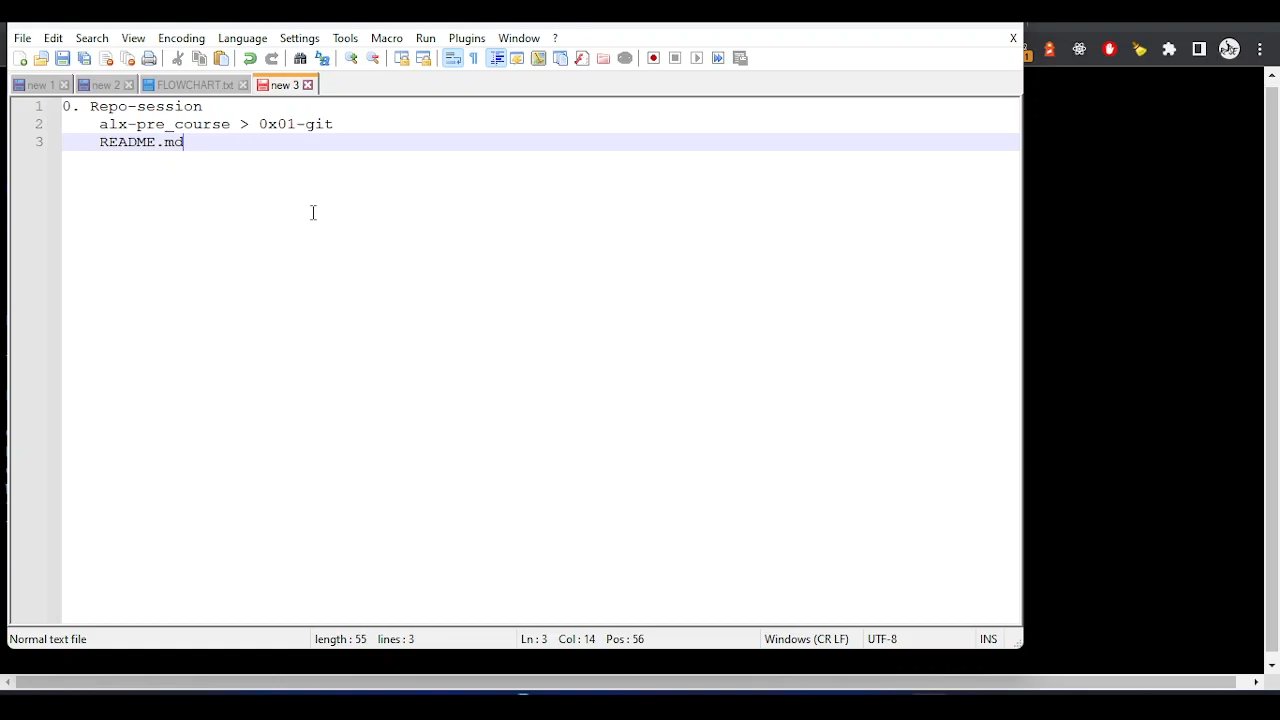 File Edit Search View Encoding Language Settings Tools Macro Run Plugins Window ? X
new 1 new 2 FLOWCHART.txt new 3
1 0. Repo-session
2 alx-pre_course > 0x01-git
3 README.md
Normal text file length : 55 lines : 3 Ln : 3 Col : 14 Pos : 56 Windows (CR LF) UTF-8 INS